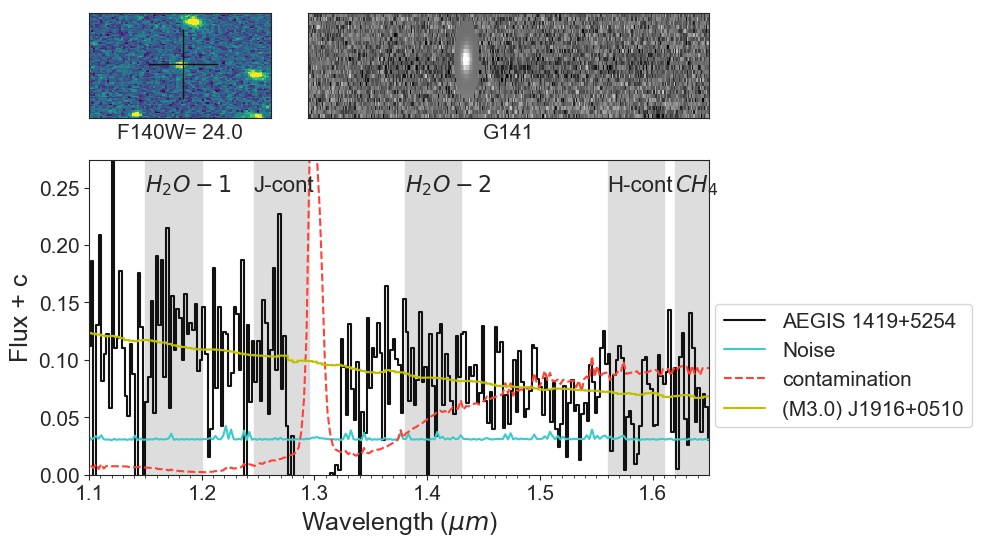 F140W= 24.0
G141
H₂O − 1
J-cont
H₂O − 2
H-cont
CH₄
Flux + c
0.25
0.20
0.15
0.10
0.05
0.00
1.1
1.2
1.3
1.4
1.5
1.6
Wavelength (μm)
AEGIS 1419+5254
Noise
contamination
(M3.0) J1916+0510